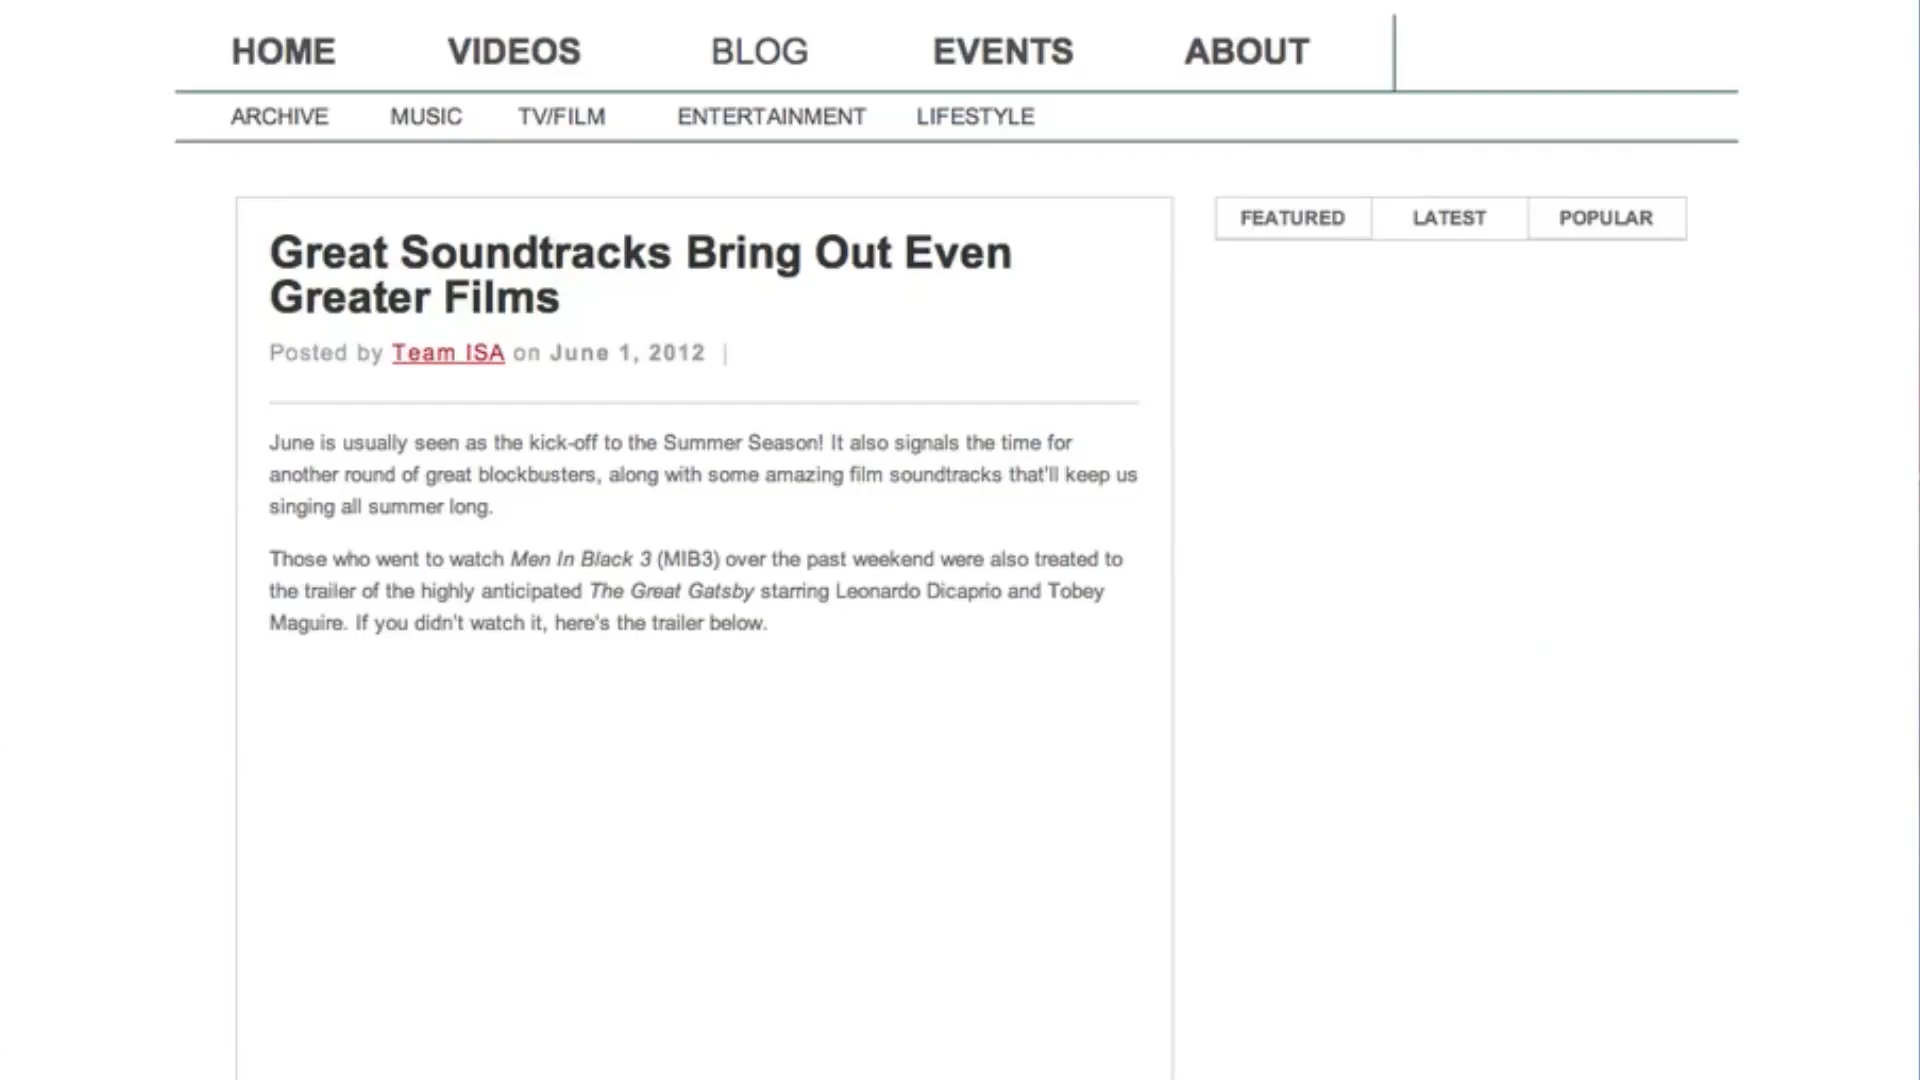 HOME VIDEOS BLOG EVENTS ABOUT
ARCHIVE MUSIC TV/FILM ENTERTAINMENT LIFESTYLE
Great Soundtracks Bring Out Even
Greater Films
Posted by Team ISA on June 1, 2012 |
June is usually seen as the kick-off to the Summer Season! It also signals the time for
another round of great blockbusters, along with some amazing film soundtracks that'll keep us
singing all summer long.
Those who went to watch Men In Black 3 (MIB3) over the past weekend were also treated to
the trailer of the highly anticipated The Great Gatsby starring Leonardo Dicaprio and Tobey
Maguire. If you didn't watch it, here's the trailer below.
FEATURED LATEST POPULAR